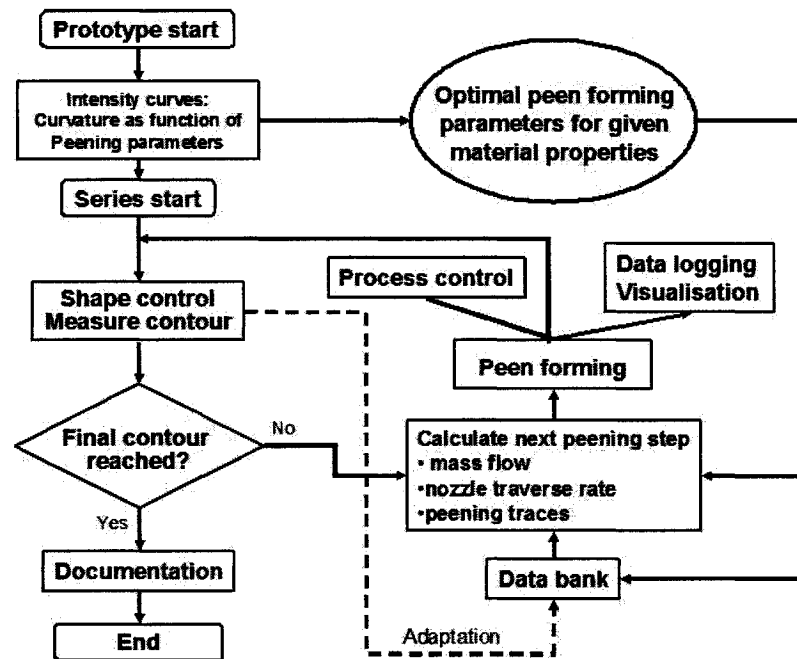 Prototype start
Intensity curves:
Curvature as function of
Peening parameters
Optimal peen forming
parameters for given
material properties
Series start
Process control
Data logging
Visualisation
Shape control
Measure contour
Peen forming
Final contour
reached?
No
Calculate next peening step
• mass flow
•nozzle traverse rate
•peening traces
Yes
Documentation
Data bank
Adaptation
End